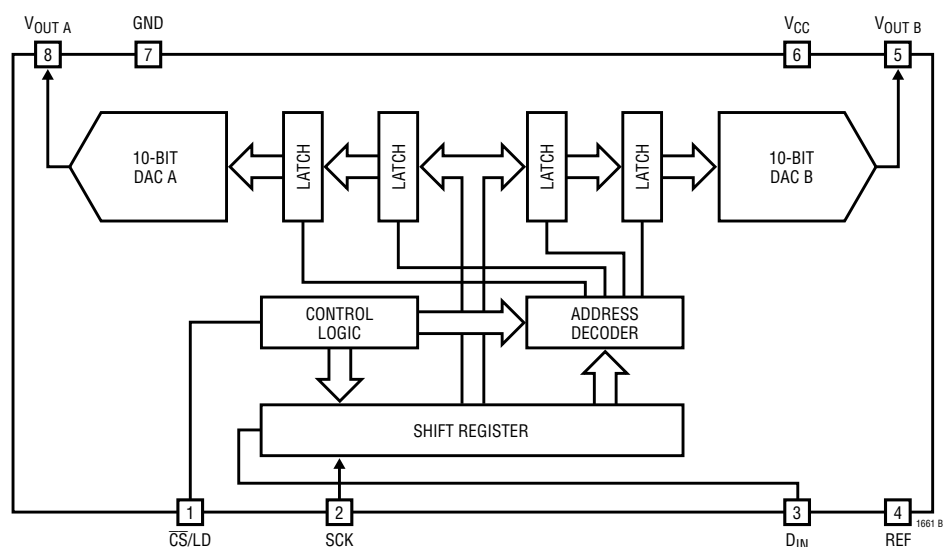 VOUT A
GND
VCC
VOUT B
8
7
6
5
10-BIT
DAC A
LATCH
LATCH
LATCH
LATCH
10-BIT
DAC B
CONTROL
LOGIC
ADDRESS
DECODER
SHIFT REGISTER
1
2
3
4
1661 B
C̅S̅/LD
SCK
DIN
REF